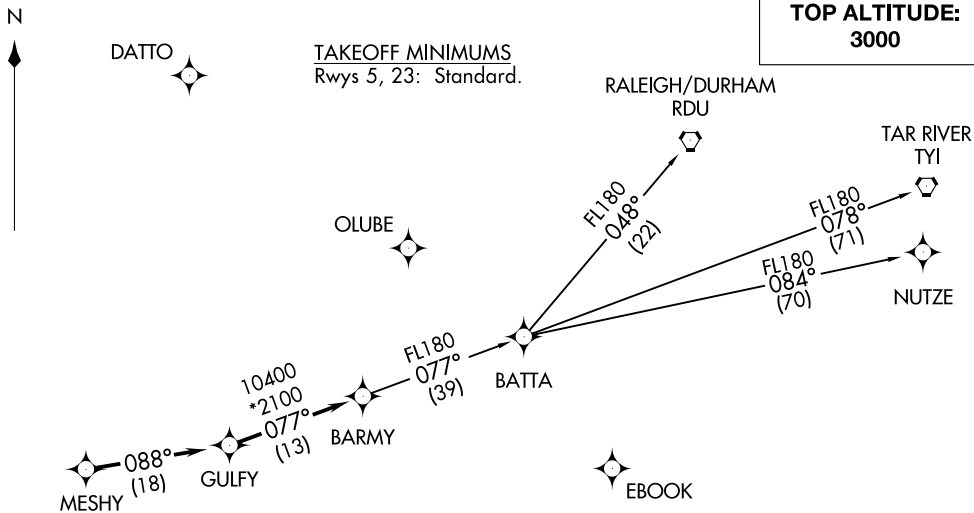 N
TOP ALTITUDE:
3000
DATTO
TAKEOFF MINIMUMS
Rwys 5, 23: Standard.
RALEIGH/DURHAM
RDU
TAR RIVER
TYI
OLUBE
FL180
048°
(22)
FL180
078°
(71)
FL180
084°
(70)
NUTZE
FL180
077°
(39)
BATTA
10400
*2100
077°
(13)
BARMY
088°
(18)
GULFY
MESHY
EBOOK